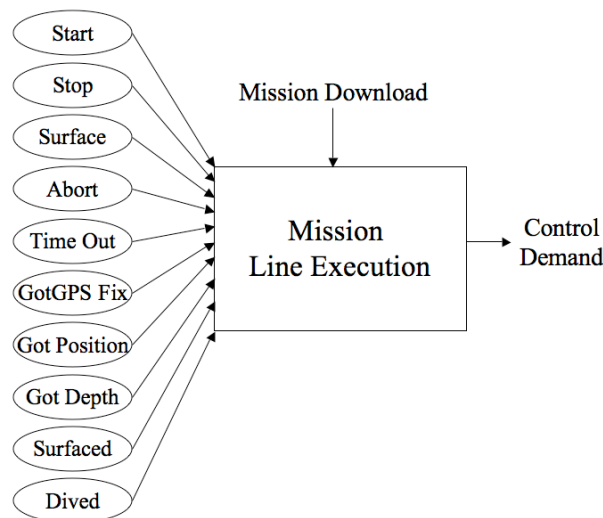 Start
Stop
Surface
Abort
Time Out
GotGPS Fix
Got Position
Got Depth
Surfaced
Dived
Mission Download
Mission
Line Execution
Control
Demand